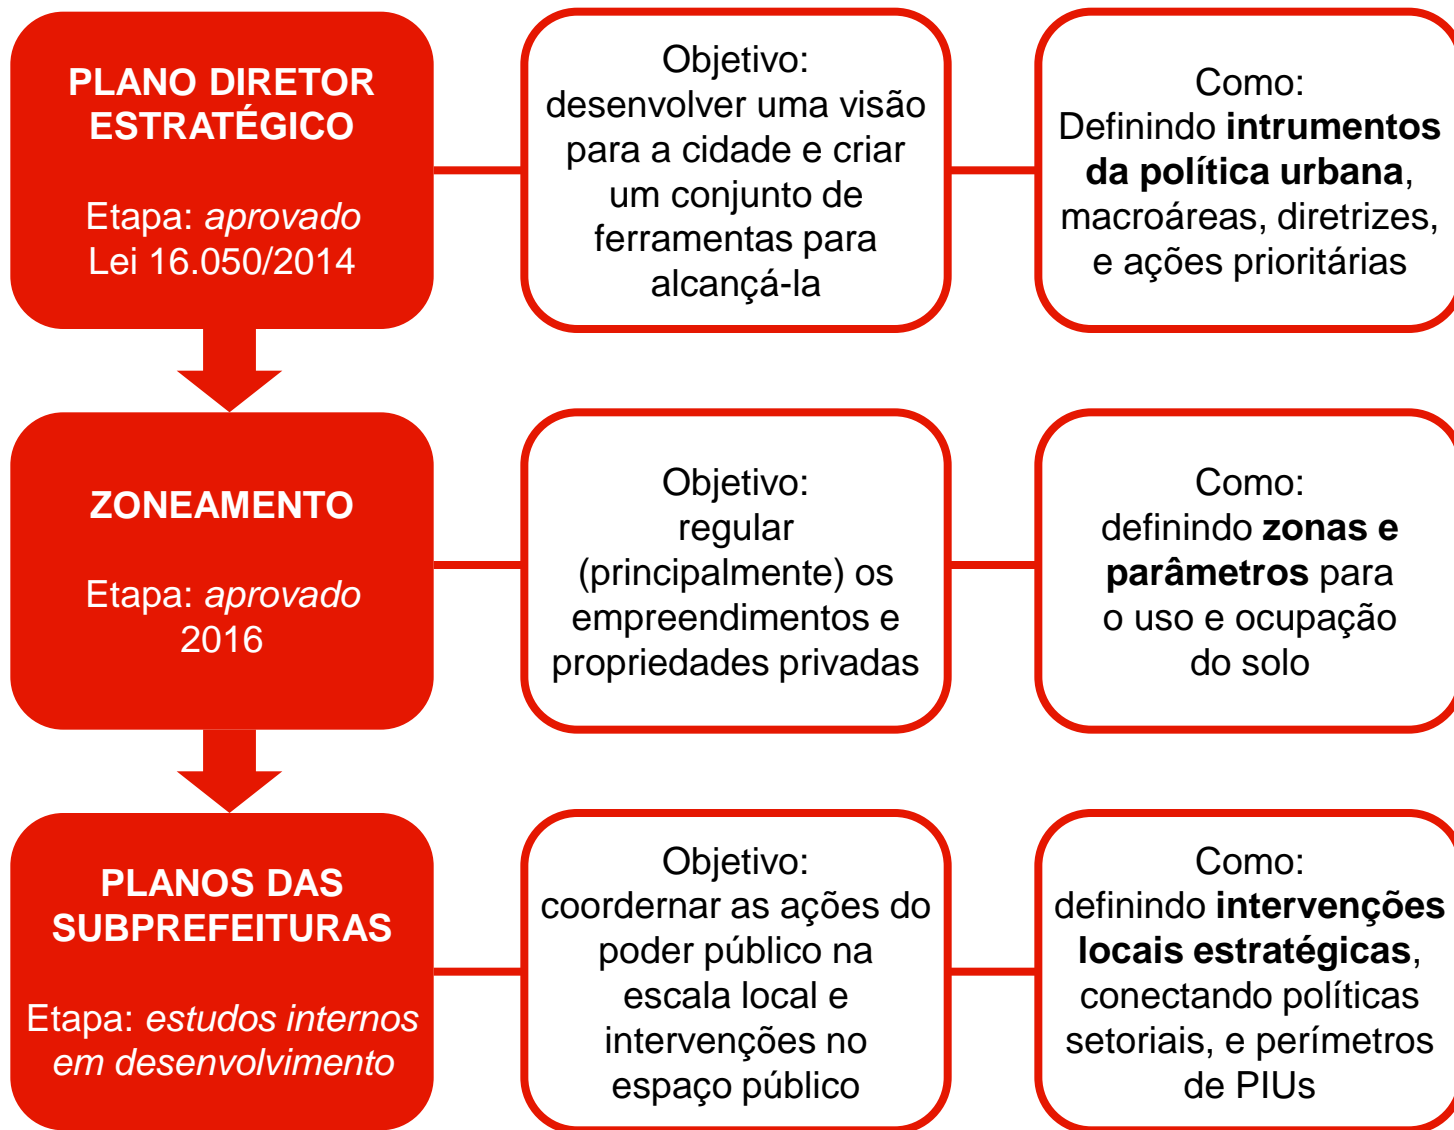 PLANO DIRETOR
ESTRATÉGICO
Etapa: aprovado
Lei 16.050/2014
Objetivo:
desenvolver uma visão
para a cidade e criar
um conjunto de
ferramentas para
alcançá-la
Como:
Definindo intrumentos
da política urbana,
macroáreas, diretrizes,
e ações prioritárias
ZONEAMENTO
Etapa: aprovado
2016
Objetivo:
regular
(principalmente) os
empreendimentos e
propriedades privadas
Como:
definindo zonas e
parâmetros para
o uso e ocupação
do solo
PLANOS DAS
SUBPREFEITURAS
Etapa: estudos internos
em desenvolvimento
Objetivo:
coordernar as ações do
poder público na
escala local e
intervenções no
espaço público
Como:
definindo intervenções
locais estratégicas,
conectando políticas
setoriais, e perímetros
de PIUs